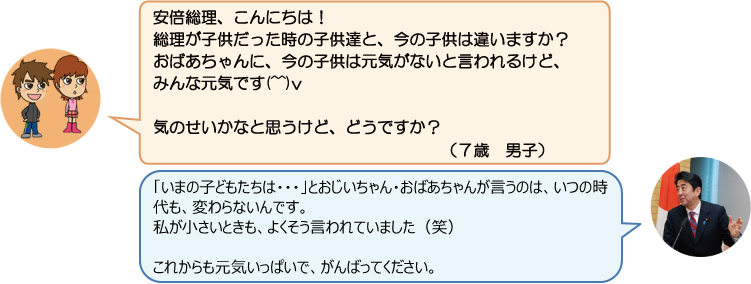 安倍総理、こんにちは！
総理が子供だった時の子供達と、今の子供は違いますか？
おばあちゃんに、今の子供は元気がないと言われるけど、
みんな元気です(^^)ｖ
気のせいかなと思うけど、どうですか？
（７歳　男子）
「いまの子どもたちは・・・」とおじいちゃん・おばあちゃんが言うのは、いつの時
代も、変わらないんです。
私が小さいときも、よくそう言われていました（笑）
これからも元気いっぱいで、がんばってください。